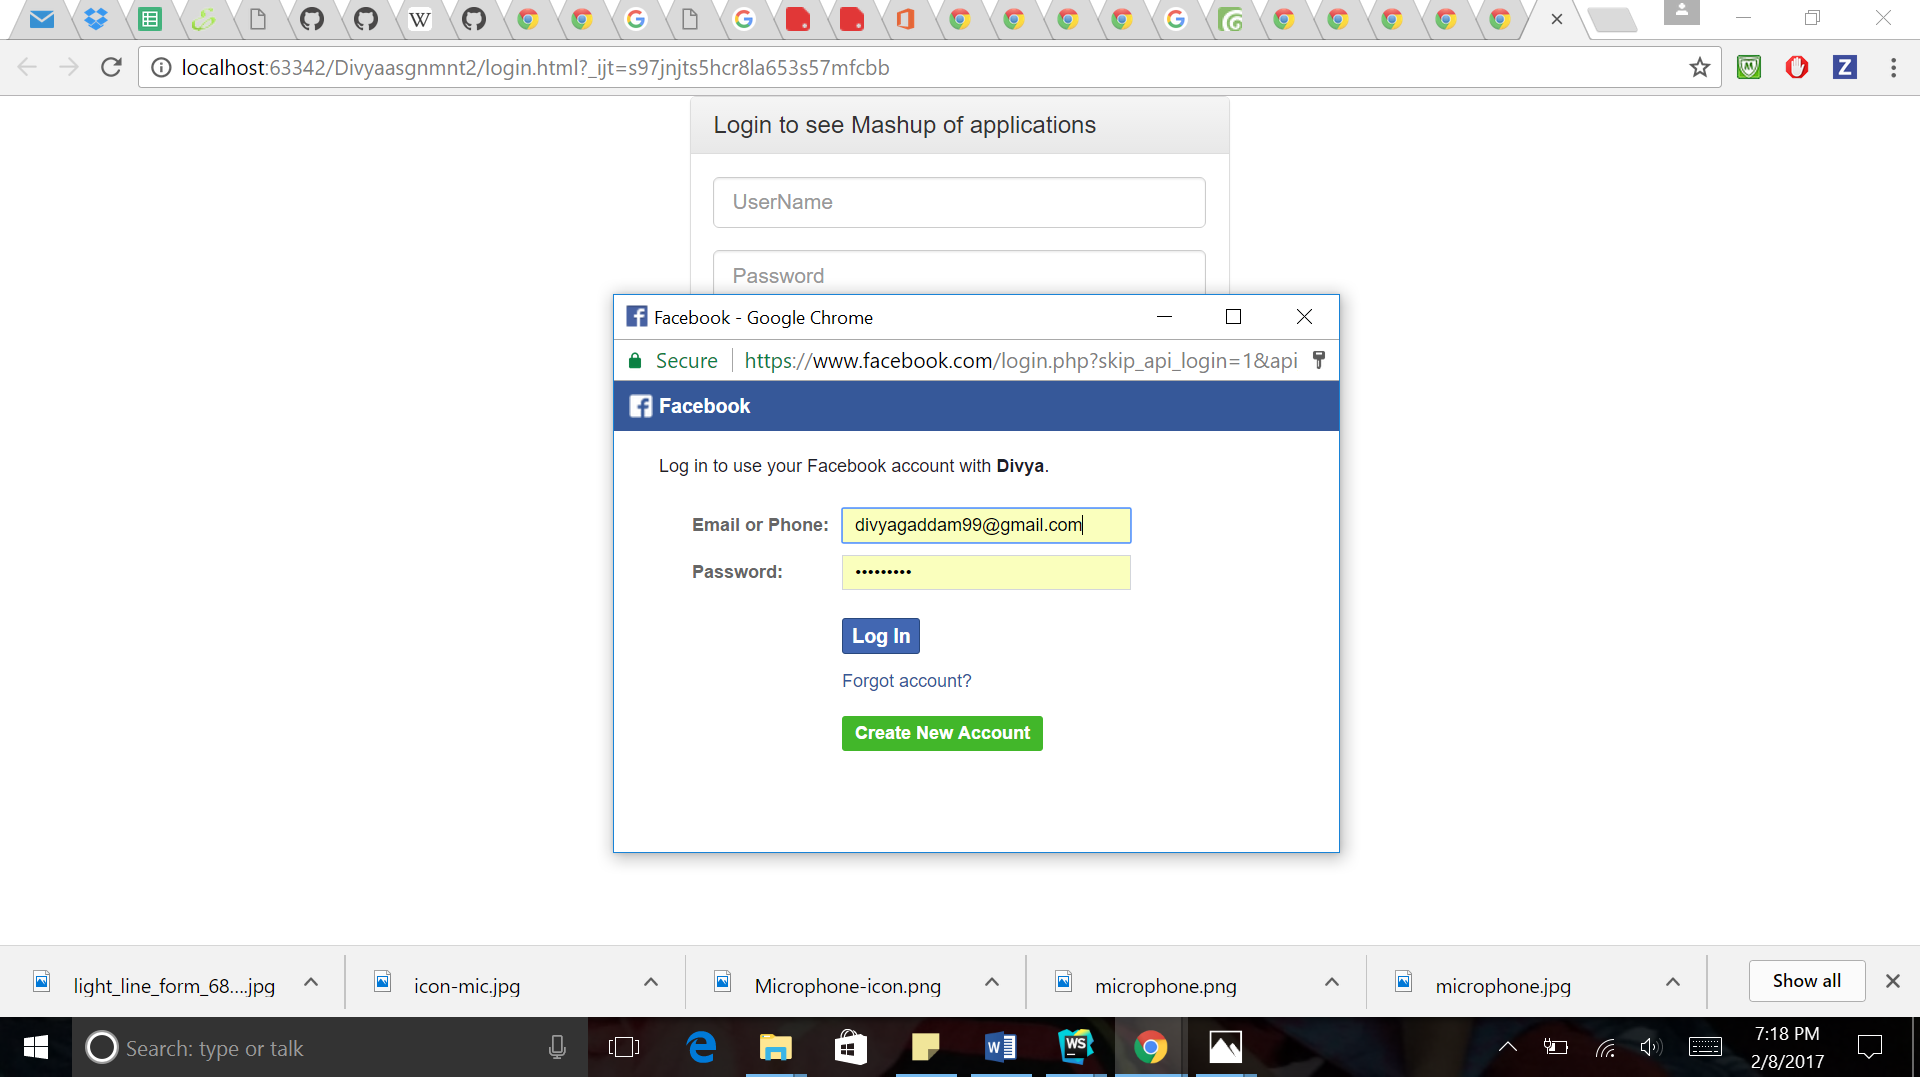 W
localhost:63342/Divyaasgnmnt2/login.html?_ijt=s97jnjts5hcr8la653s57mfcbb
Z
Login to see Mashup of applications
UserName
Password
Facebook - Google Chrome
Secure
https://www.facebook.com/login.php?skip_api_login=1&api
Facebook
Log in to use your Facebook account with Divya.
Email or Phone: divyagaddam99@gmail.com
Password: •••••••••
Log In
Forgot account?
Create New Account
light_line_form_68....jpg
icon-mic.jpg
Microphone-icon.png
microphone.png
microphone.jpg
Show all
Search: type or talk
WS
7:18 PM
2/8/2017